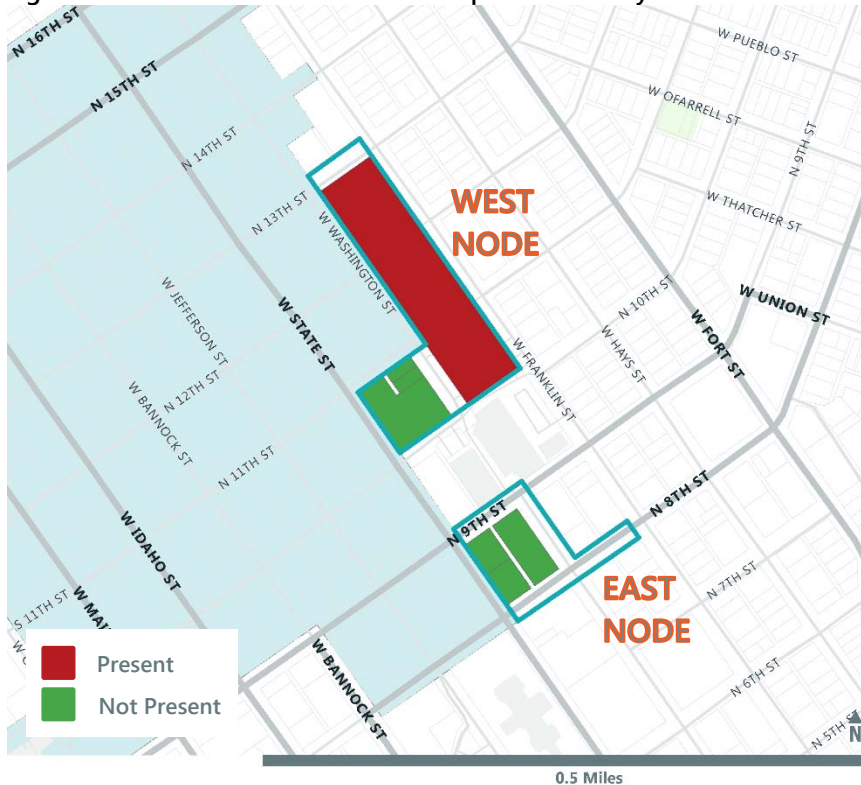 N 16TH ST
W PUEBLO ST
N 15TH ST
W OFARRELL ST
N 9TH ST
N 14TH ST
W THATCHER ST
WEST
NODE
N 13TH ST
W WASHINGTON ST
N 10TH ST
W UNION ST
W JEFFERSON ST
W STATE ST
W FORT ST
W HAYS ST
W FRANKLIN ST
N 12TH ST
W BANNOCK ST
N 11TH ST
N 9TH ST
N 8TH ST
W IDAHO ST
N 7TH ST
EAST
NODE
S 11TH ST
W BANNOCK ST
N 6TH ST
N 5TH ST
Present
Not Present
N
0.5 Miles